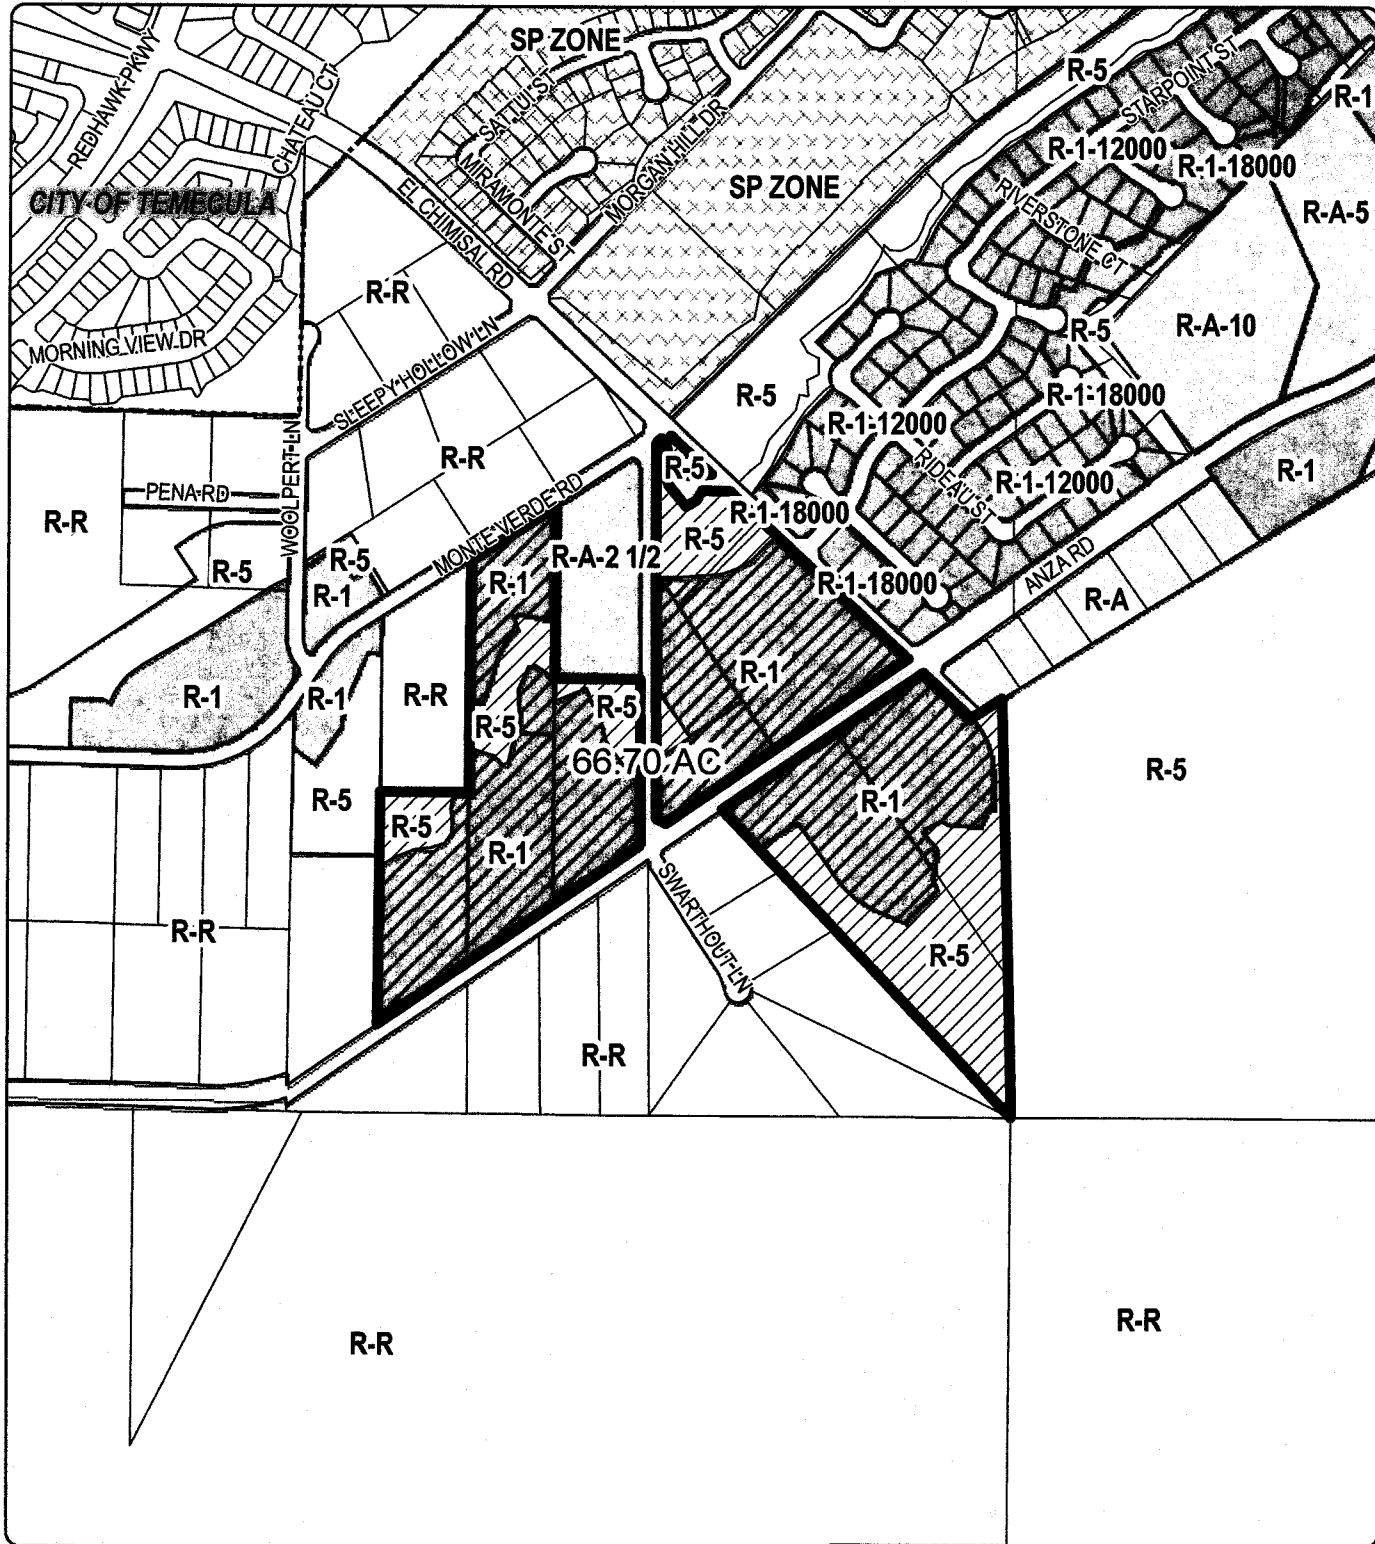 SP ZONE
R-5
STARPOINT ST
R-1
REDHAWK PKWY
CHATEAU CT
SATTUI ST
MIRAMONTE ST
MORGAN HILL DR
R-1-12000
R-1-18000
SP ZONE
CITY OF TEMECULA
EL CHIMISAL RD
RIVERSTONE CT
R-A-5
R-R
R-5
R-A-10
MORNING VIEW DR
SLEEPY HOLLOW LN
R-5
R-1-18000
R-1-12000
R-R
R-5
RIDEAU ST
R-1-12000
R-1
PENA RD
WOOLPERT LN
MONTE VERDE RD
R-R
R-1-18000
R-5
R-A-2 1/2
R-5
R-5
R-1
R-1
R-1-18000
ANZA RD
R-A
R-1
R-1
R-R
R-1
R-5
R-5
66.70 AC
R-5
R-5
R-1
R-5
R-1
SWARTHOUT LN
R-R
R-5
R-R
R-R
R-R